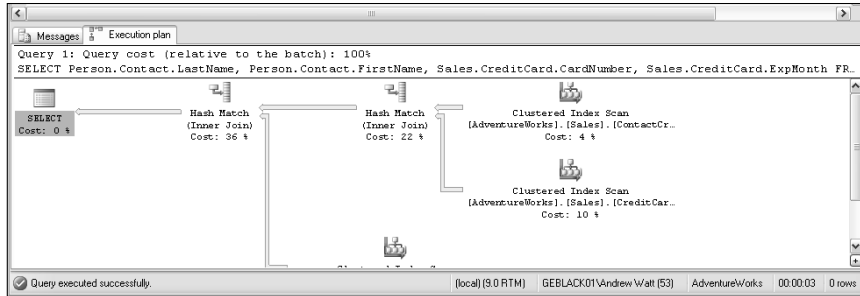 Messages Execution plan
Query 1: Query cost (relative to the batch): 100%
SELECT Person.Contact.LastName, Person.Contact.FirstName, Sales.CreditCard.CardNumber, Sales.CreditCard.ExpMonth FR…
SELECT
Cost: 0 %
Hash Match
(Inner Join)
Cost: 36 %
Hash Match
(Inner Join)
Cost: 22 %
Clustered Index Scan
[AdventureWorks].[Sales].[ContactCr…
Cost: 4 %
Clustered Index Scan
[AdventureWorks].[Sales].[CreditCar…
Cost: 10 %
Query executed successfully.
(local) (9.0 RTM) GEBLACK01\Andrew Watt (53) AdventureWorks 00:00:03 0 rows